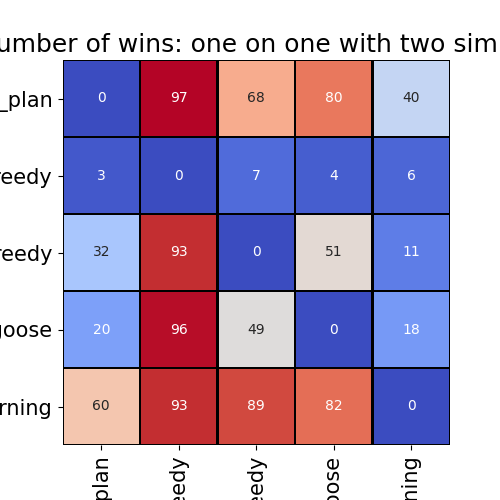 umber of wins: one on one with two sim
_plan 0 97 68 80 40
reedy 3 0 7 4 6
reedy 32 93 0 51 11
oose 20 96 49 0 18
rning 60 93 89 82 0
plan eedy eedy oose ning